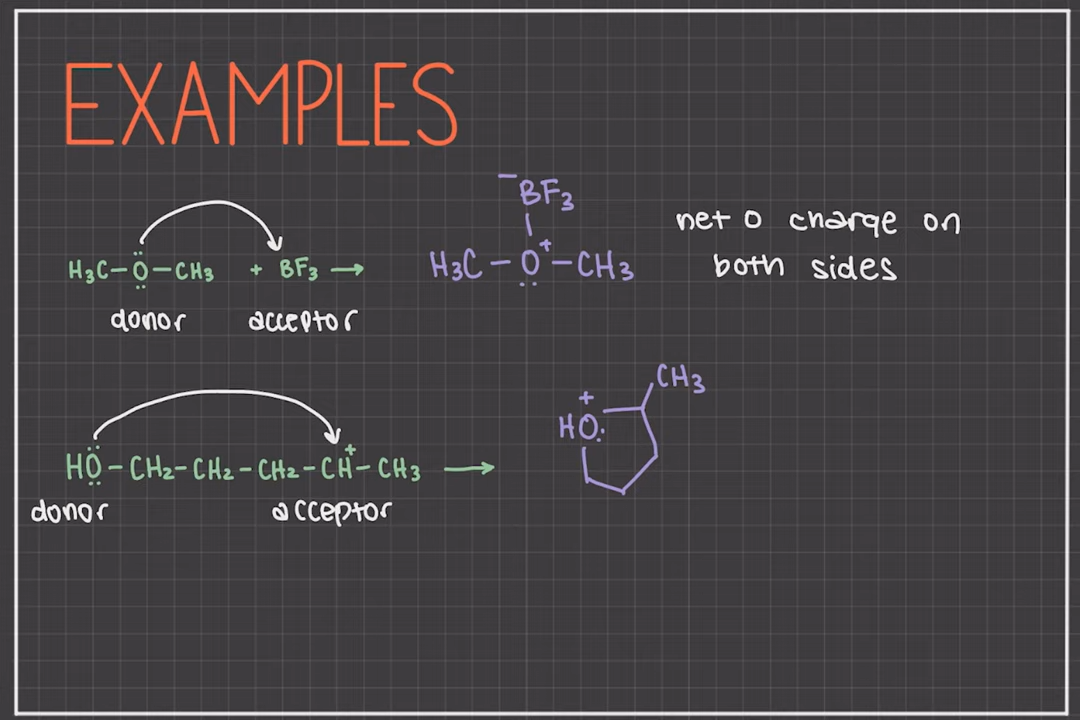 EXAMPLES
H₃C–Ö–CH₃ + BF₃ →
donor acceptor
⁻BF₃
H₃C–O⁺–CH₃
net 0 charge on
both sides
HÖ–CH₂–CH₂–CH₂–CH⁺–CH₃ →
donor acceptor
CH₃
+
HO: